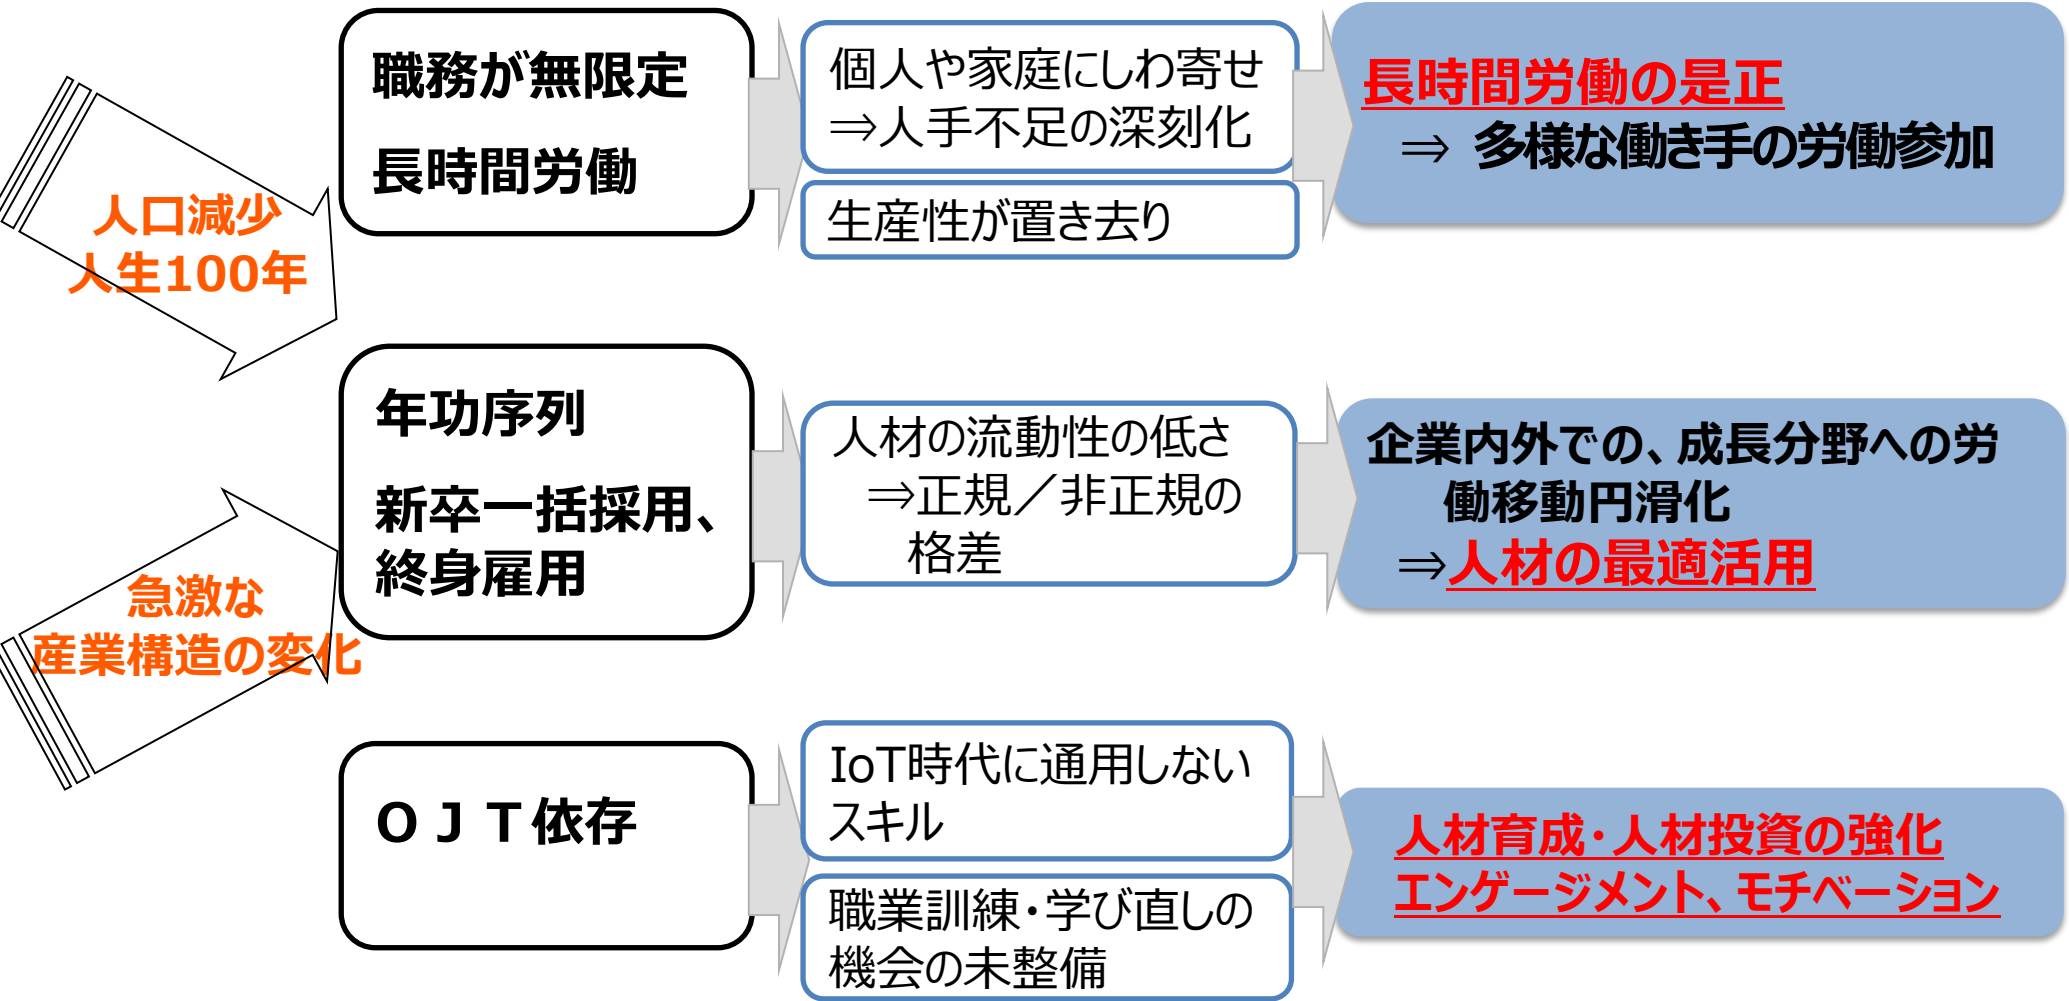 人口減少
人生100年
急激な
産業構造の変化
職務が無限定
長時間労働
個人や家庭にしわ寄せ
⇒人手不足の深刻化
生産性が置き去り
長時間労働の是正
⇒ 多様な働き手の労働参加
年功序列
新卒一括採用、
終身雇用
人材の流動性の低さ
⇒正規／非正規の
格差
企業内外での、成長分野への労
働移動円滑化
⇒人材の最適活用
ＯＪＴ依存
IoT時代に通用しない
スキル
職業訓練・学び直しの
機会の未整備
人材育成・人材投資の強化
エンゲージメント、モチベーション